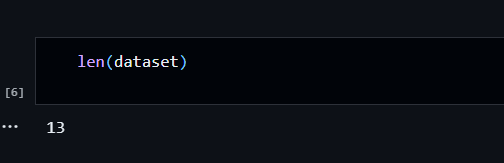 len(dataset)
[6]
... 13